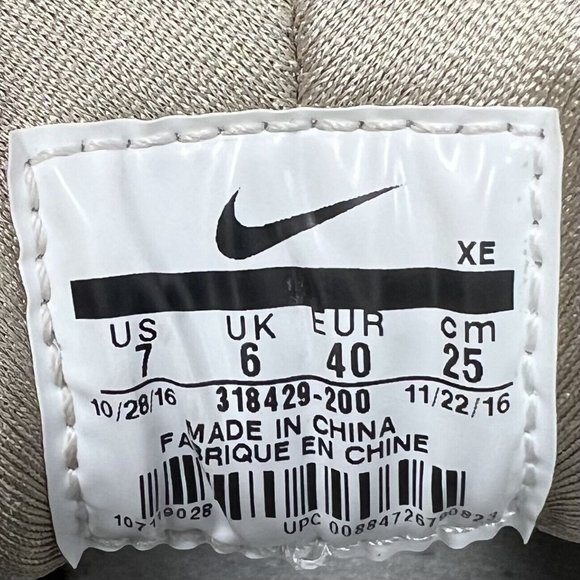 XE
US UK EUR cm
7 6 40 25
10/28/16 318429-200 11/22/16
MADE IN CHINA
EN CHINE
UPC